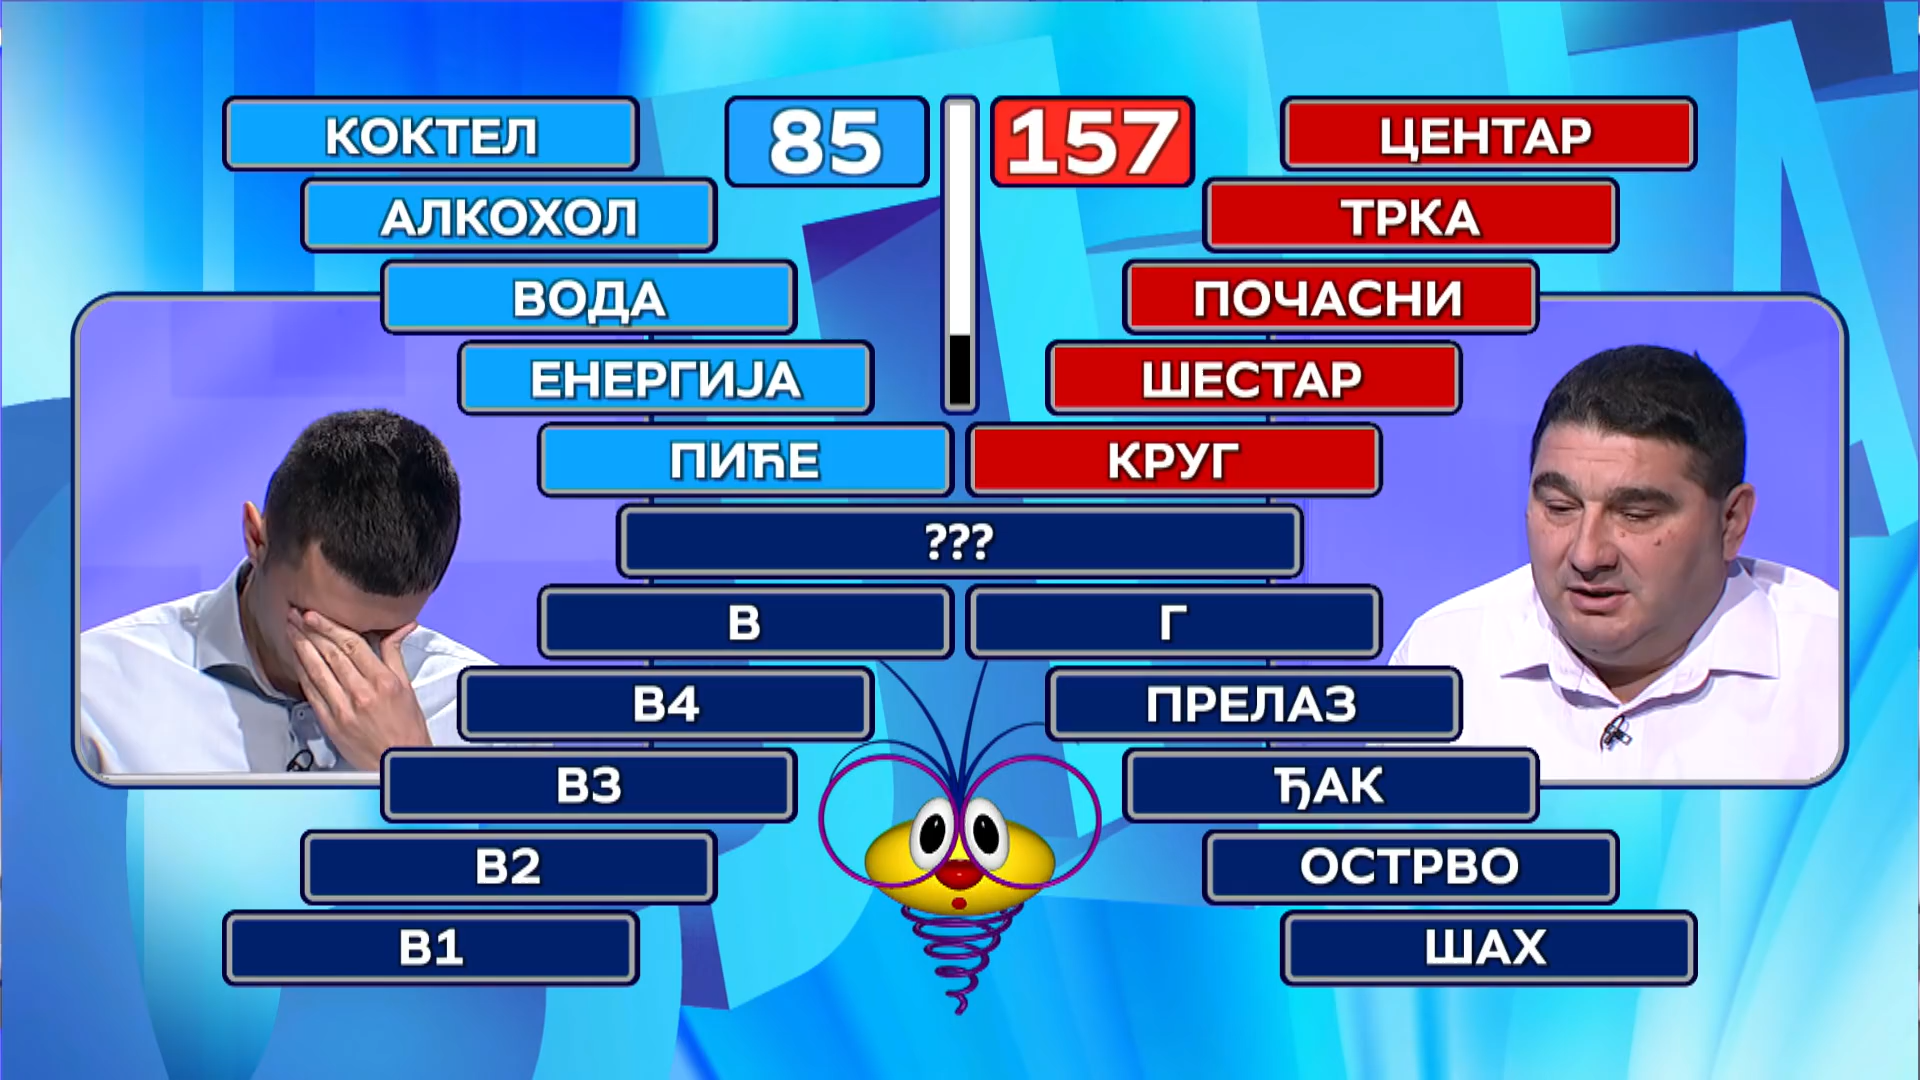 КОКТЕЛ
85
157
ЦЕНТАР
АЛКОХОЛ
ТРКА
ВОДА
ПОЧАСНИ
ЕНЕРГИЈА
ШЕСТАР
ПИЋЕ
КРУГ
???
В
Г
В4
ПРЕЛАЗ
В3
ЂАК
В2
ОСТРВО
В1
ШАХ